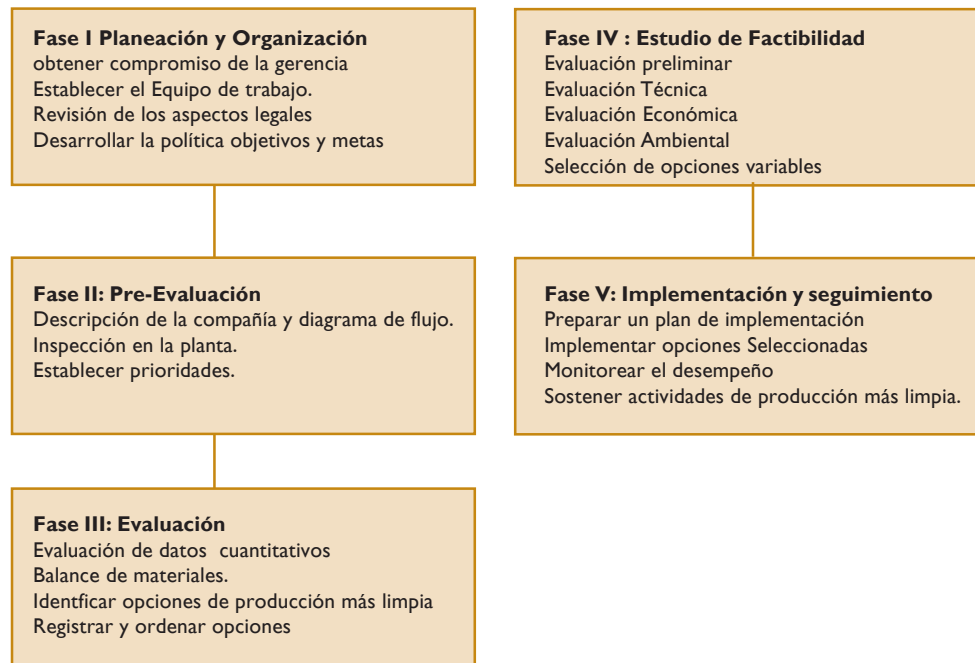 Fase I Planeación y Organización
obtener compromiso de la gerencia
Establecer el Equipo de trabajo.
Revisión de los aspectos legales
Desarrollar la política objetivos y metas
Fase II: Pre-Evaluación
Descripción de la compañía y diagrama de flujo.
Inspección en la planta.
Establecer prioridades.
Fase III: Evaluación
Evaluación de datos cuantitativos
Balance de materiales.
Identficar opciones de producción más limpia
Registrar y ordenar opciones
Fase IV : Estudio de Factibilidad
Evaluación preliminar
Evaluación Técnica
Evaluación Económica
Evaluación Ambiental
Selección de opciones variables
Fase V: Implementación y seguimiento
Preparar un plan de implementación
Implementar opciones Seleccionadas
Monitorear el desempeño
Sostener actividades de producción más limpia.